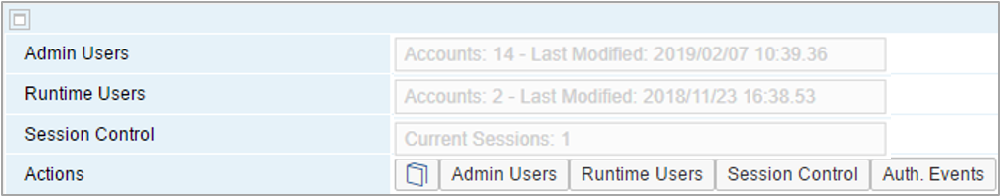 Admin Users Accounts: 14 - Last Modified: 2019/02/07 10:39.36
Runtime Users Accounts: 2 - Last Modified: 2018/11/23 16:38.53
Session Control Current Sessions: 1
Actions Admin Users Runtime Users Session Control Auth. Events